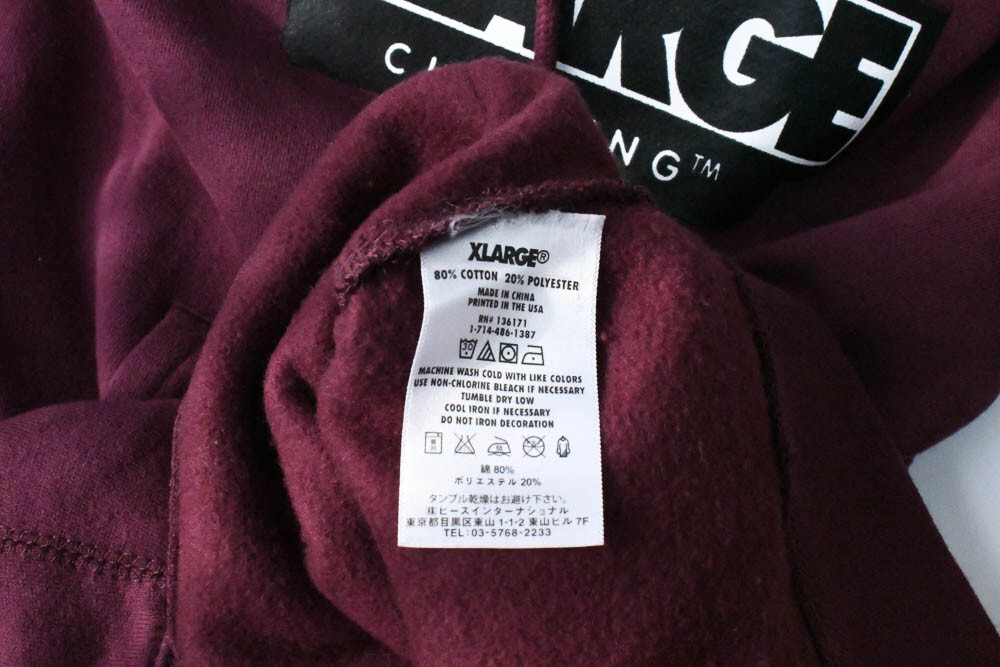 LARGE
CL NG™
XLARGE®
80% COTTON 20% POLYESTER
MADE IN CHINA
PRINTED IN THE USA
RN# 136171
1-714-486-1387
30
MACHINE WASH COLD WITH LIKE COLORS
USE NON-CHLORINE BLEACH IF NECESSARY
TUMBLE DRY LOW
COOL IRON IF NECESSARY
DO NOT IRON DECORATION
綿 80%
ポリエステル 20%
タンブル乾燥はお避け下さい。
㈱ビースインターナショナル
東京都目黒区東山 1-1-2 東山ビル 7F
TEL: 03-5768-2233